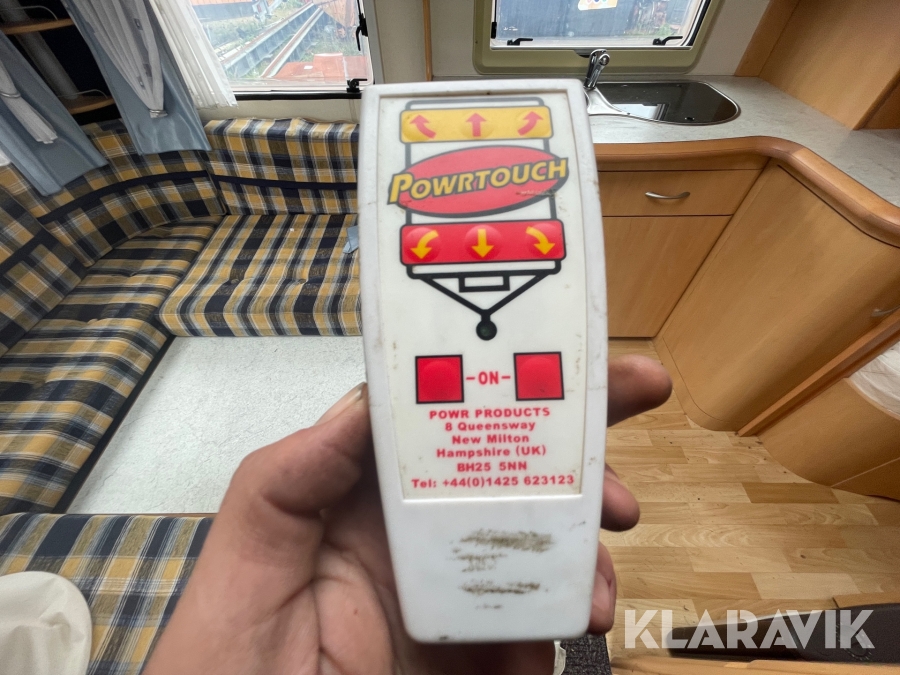 POWRTOUCH
-ON-
POWR PRODUCTS
8 Queensway
New Milton
Hampshire (UK)
BH25 5NN
Tel: +44(0)1425 623123
KLARAVIK